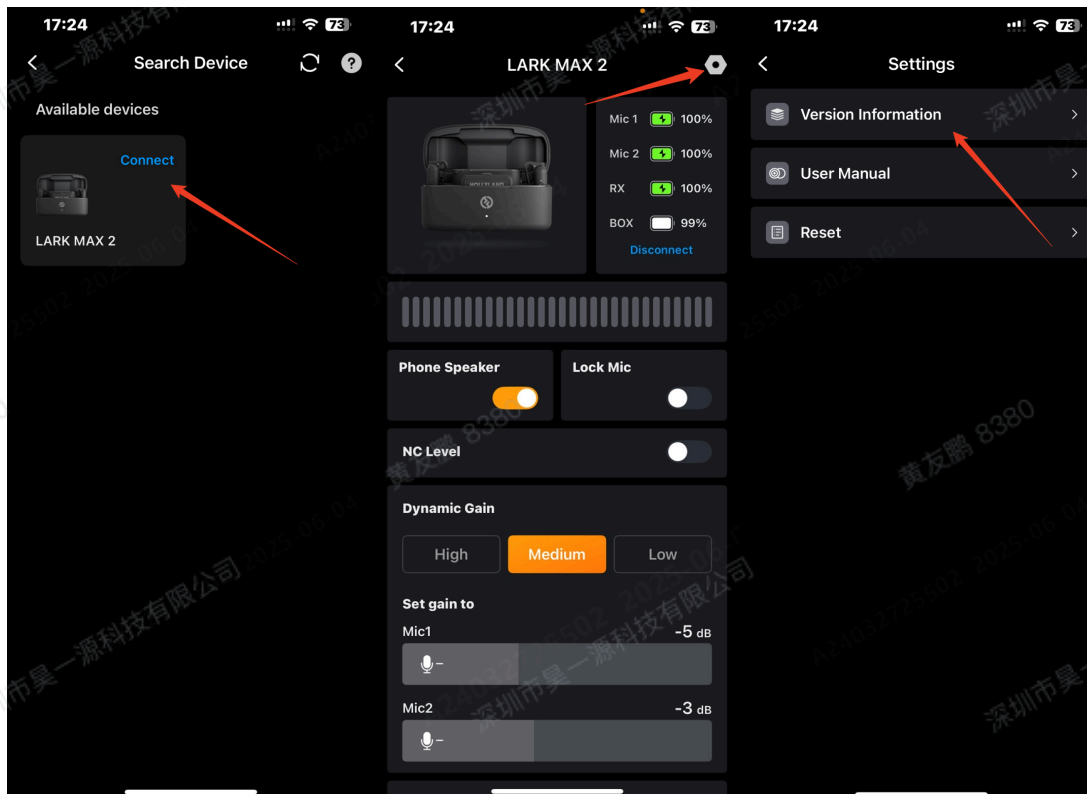 17:24
73
Search Device
?
Available devices
Connect
LARK MAX 2
17:24
73
LARK MAX 2
HOLLYLAND
Mic 1 100%
Mic 2 100%
RX 100%
BOX 99%
Disconnect
Phone Speaker
Lock Mic
NC Level
Dynamic Gain
High
Medium
Low
Set gain to
Mic1
-5 dB
Mic2
-3 dB
17:24
73
Settings
Version Information
User Manual
Reset
黄友鹏 8380
深圳市昊一源科技有限公司